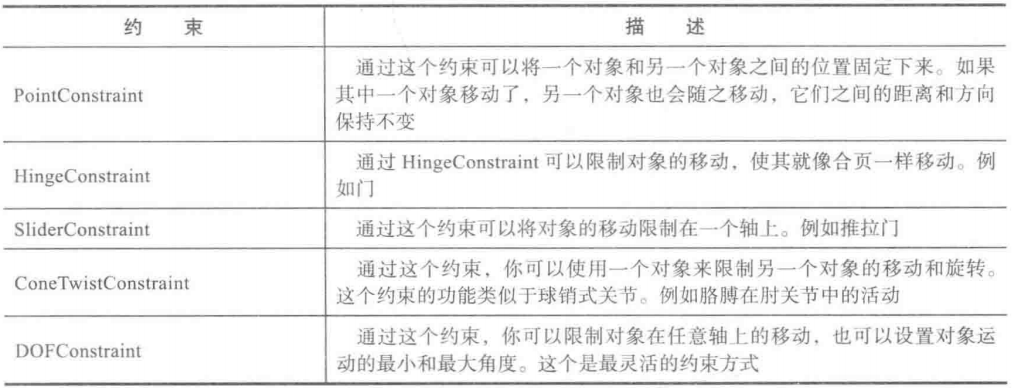 约 束 描 述
PointConstraint
通过这个约束可以将一个对象和另一个对象之间的位置固定下来。如果
其中一个对象移动了，另一个对象也会随之移动，它们之间的距离和方向
保持不变
HingeConstraint
通过 HingeConstraint 可以限制对象的移动，使其就像合页一样移动。例
如门
SliderConstraint
通过这个约束可以将对象的移动限制在一个轴上。例如推拉门
ConeTwistConstraint
通过这个约束，你可以使用一个对象来限制另一个对象的移动和旋转。
这个约束的功能类似于球销式关节。例如胳膊在肘关节中的活动
DOFConstraint
通过这个约束，你可以限制对象在任意轴上的移动，也可以设置对象运
动的最小和最大角度。这个是最灵活的约束方式